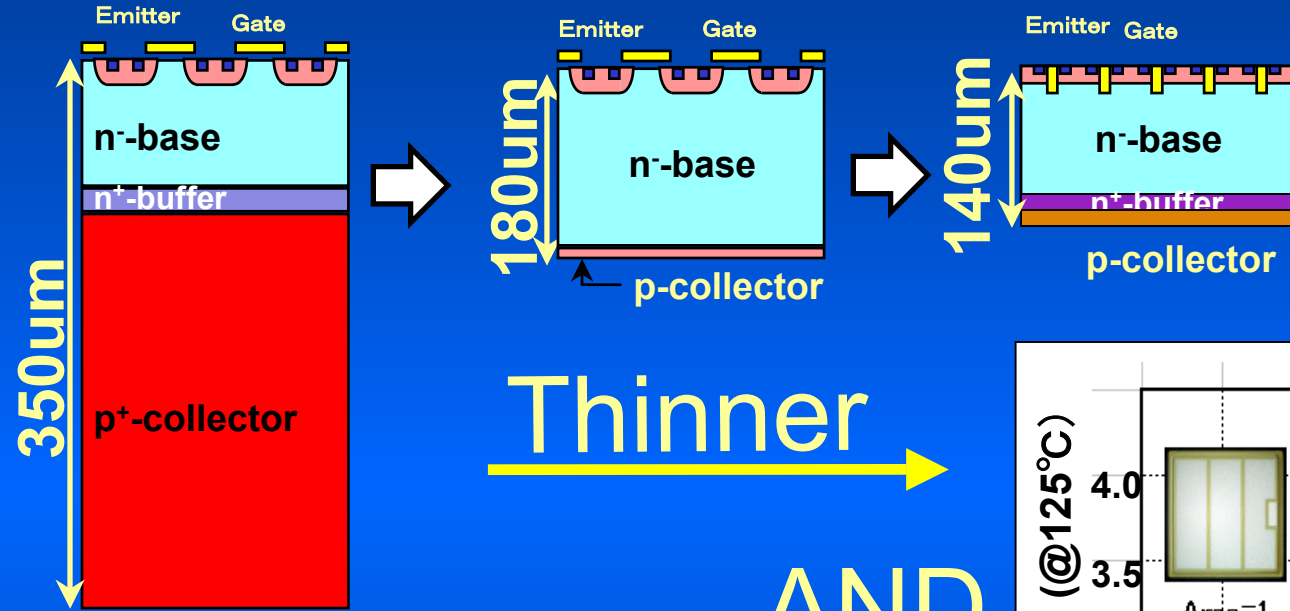 Emitter Gate
350um
n⁻-base
n⁺-buffer
p⁺-collector
Emitter Gate
180um
n⁻-base
p-collector
Emitter Gate
140um
n⁻-base
n⁺-buffer
p-collector
Thinner
AND
(@125℃)
4.0
3.5